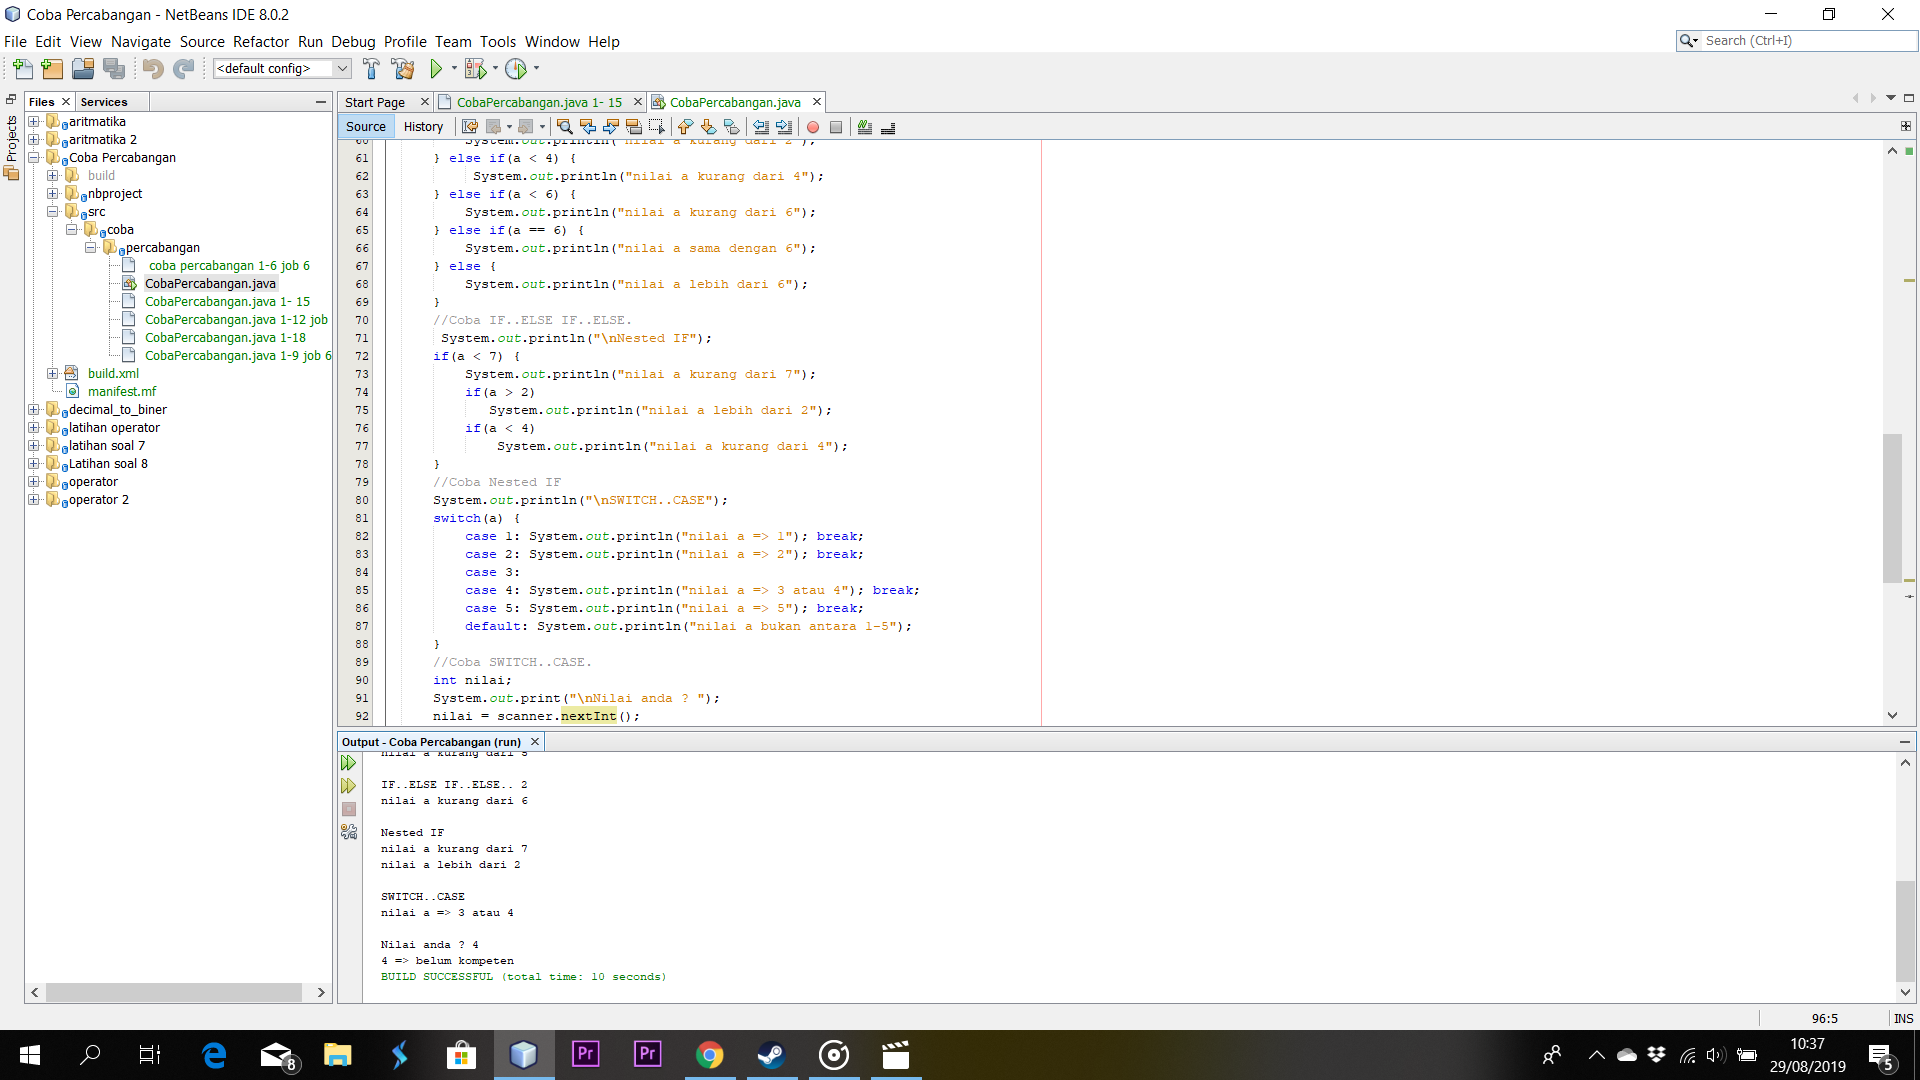 Coba Percabangan - NetBeans IDE 8.0.2
File Edit View Navigate Source Refactor Run Debug Profile Team Tools Window Help
Search (Ctrl+I)
<default config>
Projects
Files
Services
aritmatika
aritmatika 2
Coba Percabangan
build
nbproject
src
coba
percabangan
coba percabangan 1-6 job 6
CobaPercabangan.java
CobaPercabangan.java 1- 15
CobaPercabangan.java 1-12 job
CobaPercabangan.java 1-18
CobaPercabangan.java 1-9 job 6
build.xml
manifest.mf
decimal_to_biner
latihan operator
latihan soal 7
Latihan soal 8
operator
operator 2
Start Page
CobaPercabangan.java 1- 15
CobaPercabangan.java
Source History
60 System.out.println("nilai a kurang dari 2");
61 } else if(a < 4) {
62 System.out.println("nilai a kurang dari 4");
63 } else if(a < 6) {
64 System.out.println("nilai a kurang dari 6");
65 } else if(a == 6) {
66 System.out.println("nilai a sama dengan 6");
67 } else {
68 System.out.println("nilai a lebih dari 6");
69 }
70 //Coba IF..ELSE IF..ELSE.
71 System.out.println("\nNested IF");
72 if(a < 7) {
73 System.out.println("nilai a kurang dari 7");
74 if(a > 2)
75 System.out.println("nilai a lebih dari 2");
76 if(a < 4)
77 System.out.println("nilai a kurang dari 4");
78 }
79 //Coba Nested IF
80 System.out.println("\nSWITCH..CASE");
81 switch(a) {
82 case 1: System.out.println("nilai a => 1"); break;
83 case 2: System.out.println("nilai a => 2"); break;
84 case 3:
85 case 4: System.out.println("nilai a => 3 atau 4"); break;
86 case 5: System.out.println("nilai a => 5"); break;
87 default: System.out.println("nilai a bukan antara 1-5");
88 }
89 //Coba SWITCH..CASE.
90 int nilai;
91 System.out.print("\nNilai anda ? ");
92 nilai = scanner.nextInt();
Output - Coba Percabangan (run)
nilai a kurang dari 5
IF..ELSE IF..ELSE.. 2
nilai a kurang dari 6
Nested IF
nilai a kurang dari 7
nilai a lebih dari 2
SWITCH..CASE
nilai a => 3 atau 4
Nilai anda ? 4
4 => belum kompeten
BUILD SUCCESSFUL (total time: 10 seconds)
96:5 INS
8
Pr
Pr
10:37
29/08/2019
5